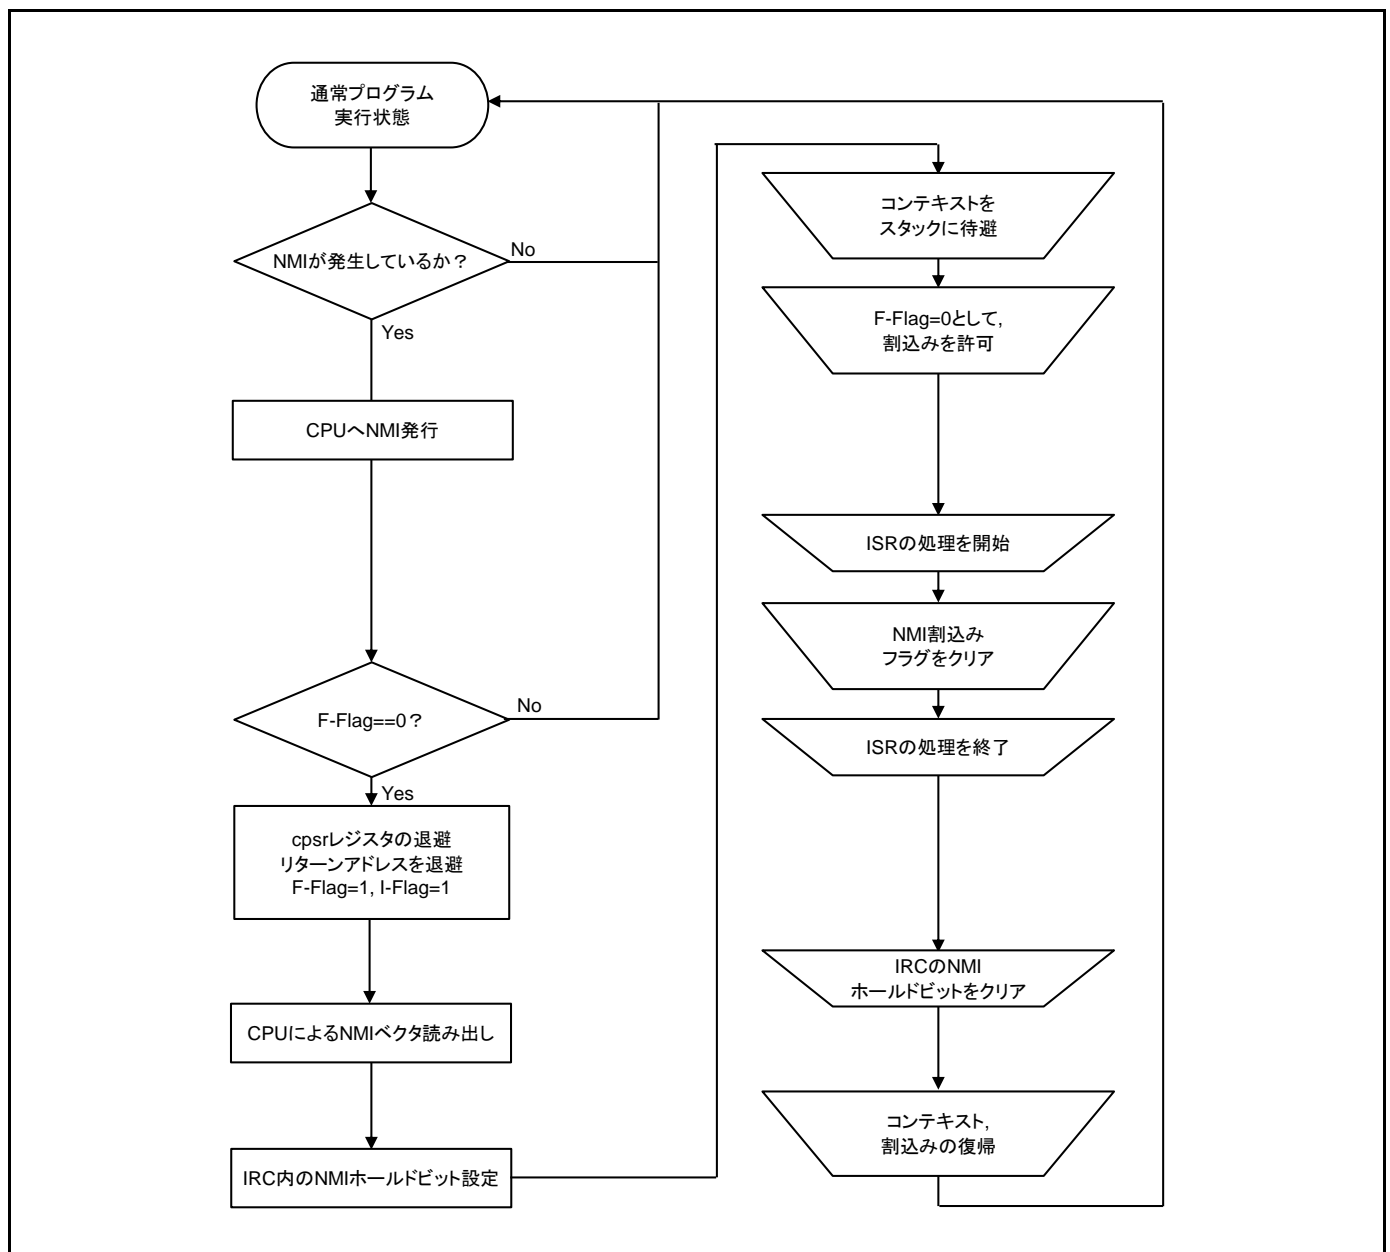 通常プログラム
実行状態
NMIが発生しているか？
No
Yes
CPUへNMI発行
F-Flag==0？
No
Yes
cpsrレジスタの退避
リターンアドレスを退避
F-Flag=1, I-Flag=1
CPUによるNMIベクタ読み出し
IRC内のNMIホールドビット設定
コンテキストを
スタックに待避
F-Flag=0として,
割込みを許可
ISRの処理を開始
NMI割込み
フラグをクリア
ISRの処理を終了
IRCのNMI
ホールドビットをクリア
コンテキスト,
割込みの復帰